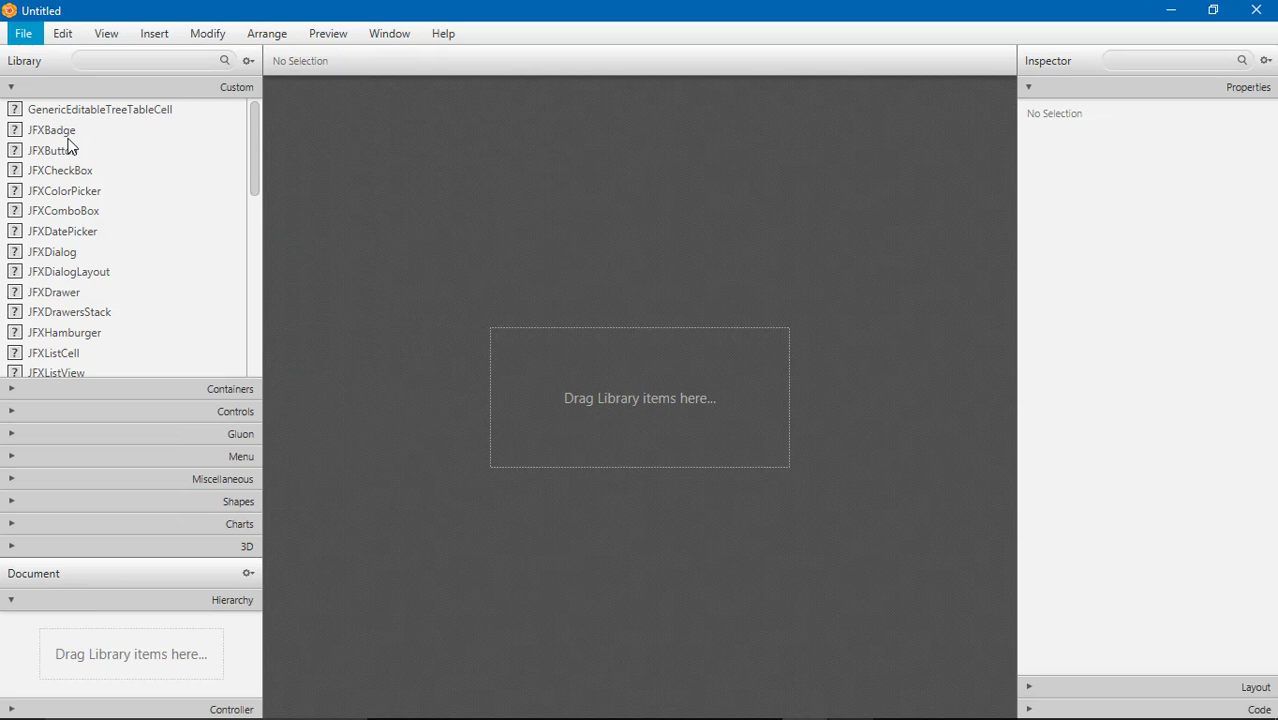 Untitled
File Edit View Insert Modify Arrange Preview Window Help
Library
No Selection
Inspector
Custom
Properties
GenericEditableTreeTableCell
No Selection
JFXBadge
JFXCheckBox
JFXColorPicker
JFXComboBox
JFXDatePicker
JFXDialog
JFXDialogLayout
JFXDrawer
JFXDrawersStack
JFXHamburger
JFXListCell
JFXListView
Containers
Drag Library items here...
Controls
Gluon
Menu
Miscellaneous
Shapes
Charts
3D
Document
Hierarchy
Drag Library items here...
Layout
Controller
Code